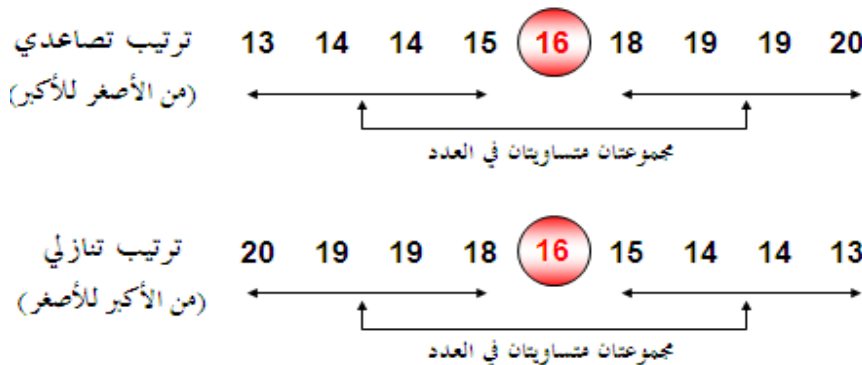 ترتيب تصاعدي 13 14 14 15 16 18 19 19 20
(من الأصغر للأكبر)
مجموعتان متساويتان في العدد
ترتيب تنازلي 20 19 19 18 16 15 14 14 13
(من الأكبر للأصغر)
مجموعتان متساويتان في العدد